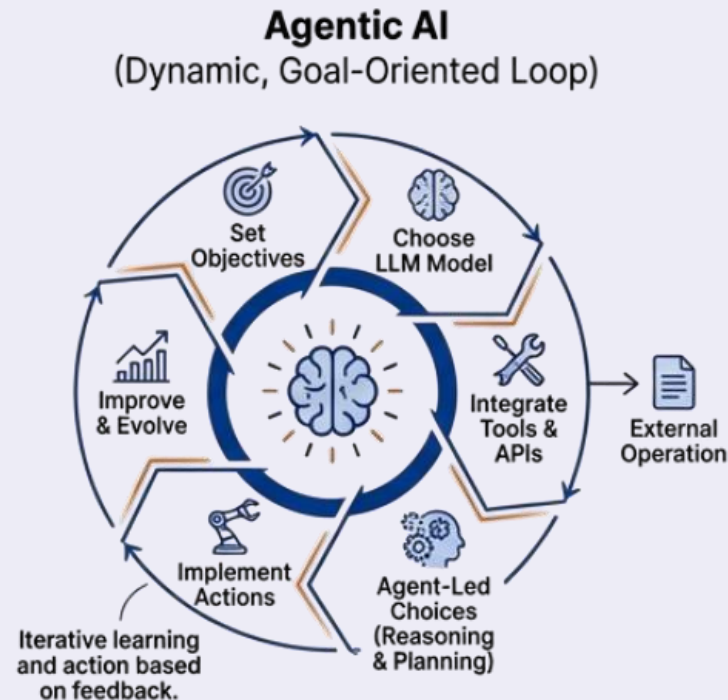 Agentic AI
(Dynamic, Goal-Oriented Loop)
Set
Objectives
Choose
LLM Model
Integrate
Tools &
APIs
External
Operation
Agent-Led
Choices
(Reasoning
& Planning)
Implement
Actions
Iterative learning
and action based
on feedback.
Improve
& Evolve